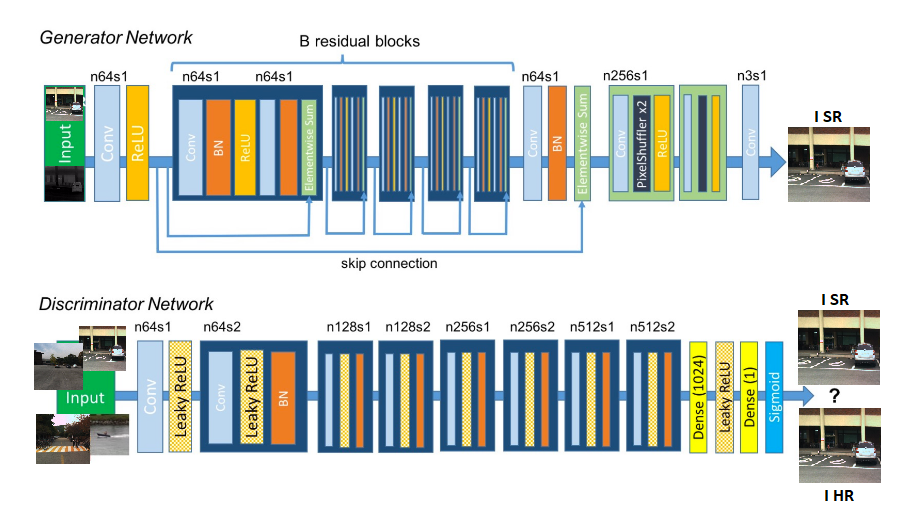 Generator Network
B residual blocks
n64s1
n64s1
n64s1
n64s1
n256s1
n3s1
Input
Conv
ReLU
Conv
BN
ReLU
Elementwise Sum
Conv
BN
Elementwise Sum
Conv
PixelShuffler x2
ReLU
Conv
I SR
skip connection
Discriminator Network
n64s1
n64s2
n128s1
n128s2
n256s1
n256s2
n512s1
n512s2
Input
Conv
Leaky ReLU
Conv
Leaky ReLU
BN
Dense (1024)
Leaky ReLU
Dense (1)
Sigmoid
I SR
?
I HR